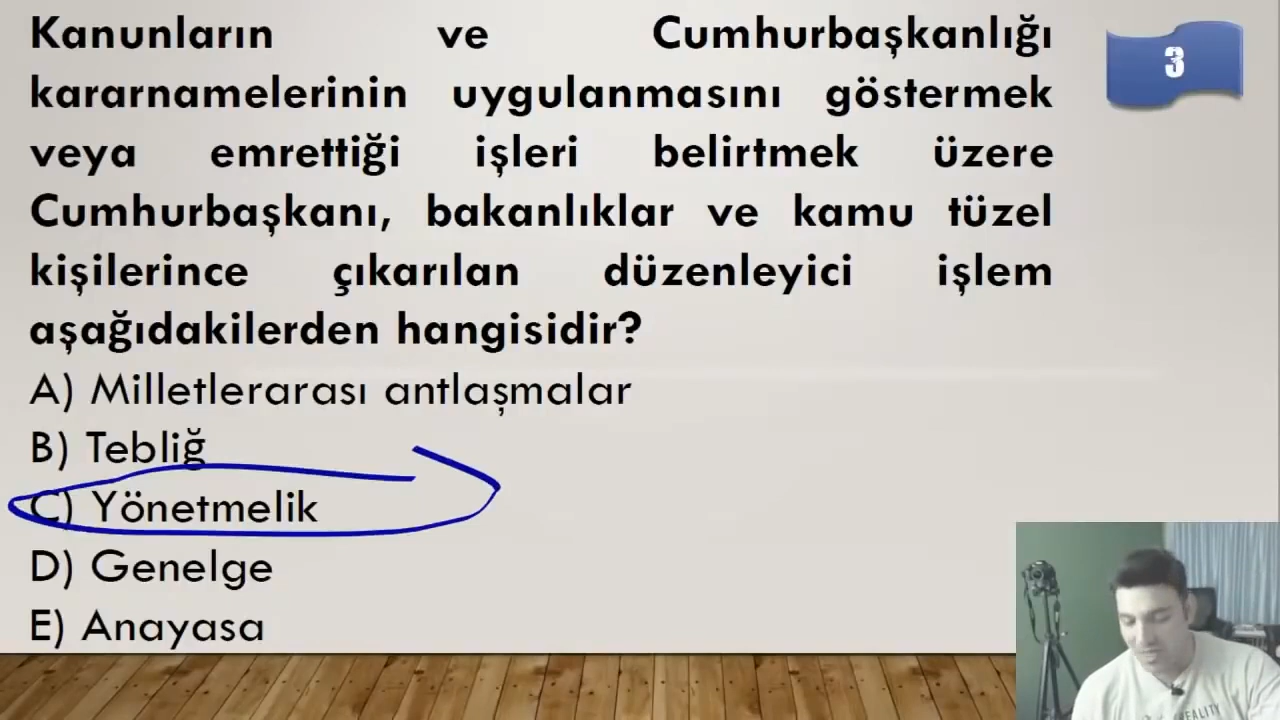 Kanunların ve Cumhurbaşkanlığı
3
kararnamelerinin uygulanmasını göstermek
veya emrettiği işleri belirtmek üzere
Cumhurbaşkanı, bakanlıklar ve kamu tüzel
kişilerince çıkarılan düzenleyici işlem
aşağıdakilerden hangisidir?
A) Milletlerarası antlaşmalar
B) Tebliğ
C) Yönetmelik
D) Genelge
E) Anayasa
EALITY